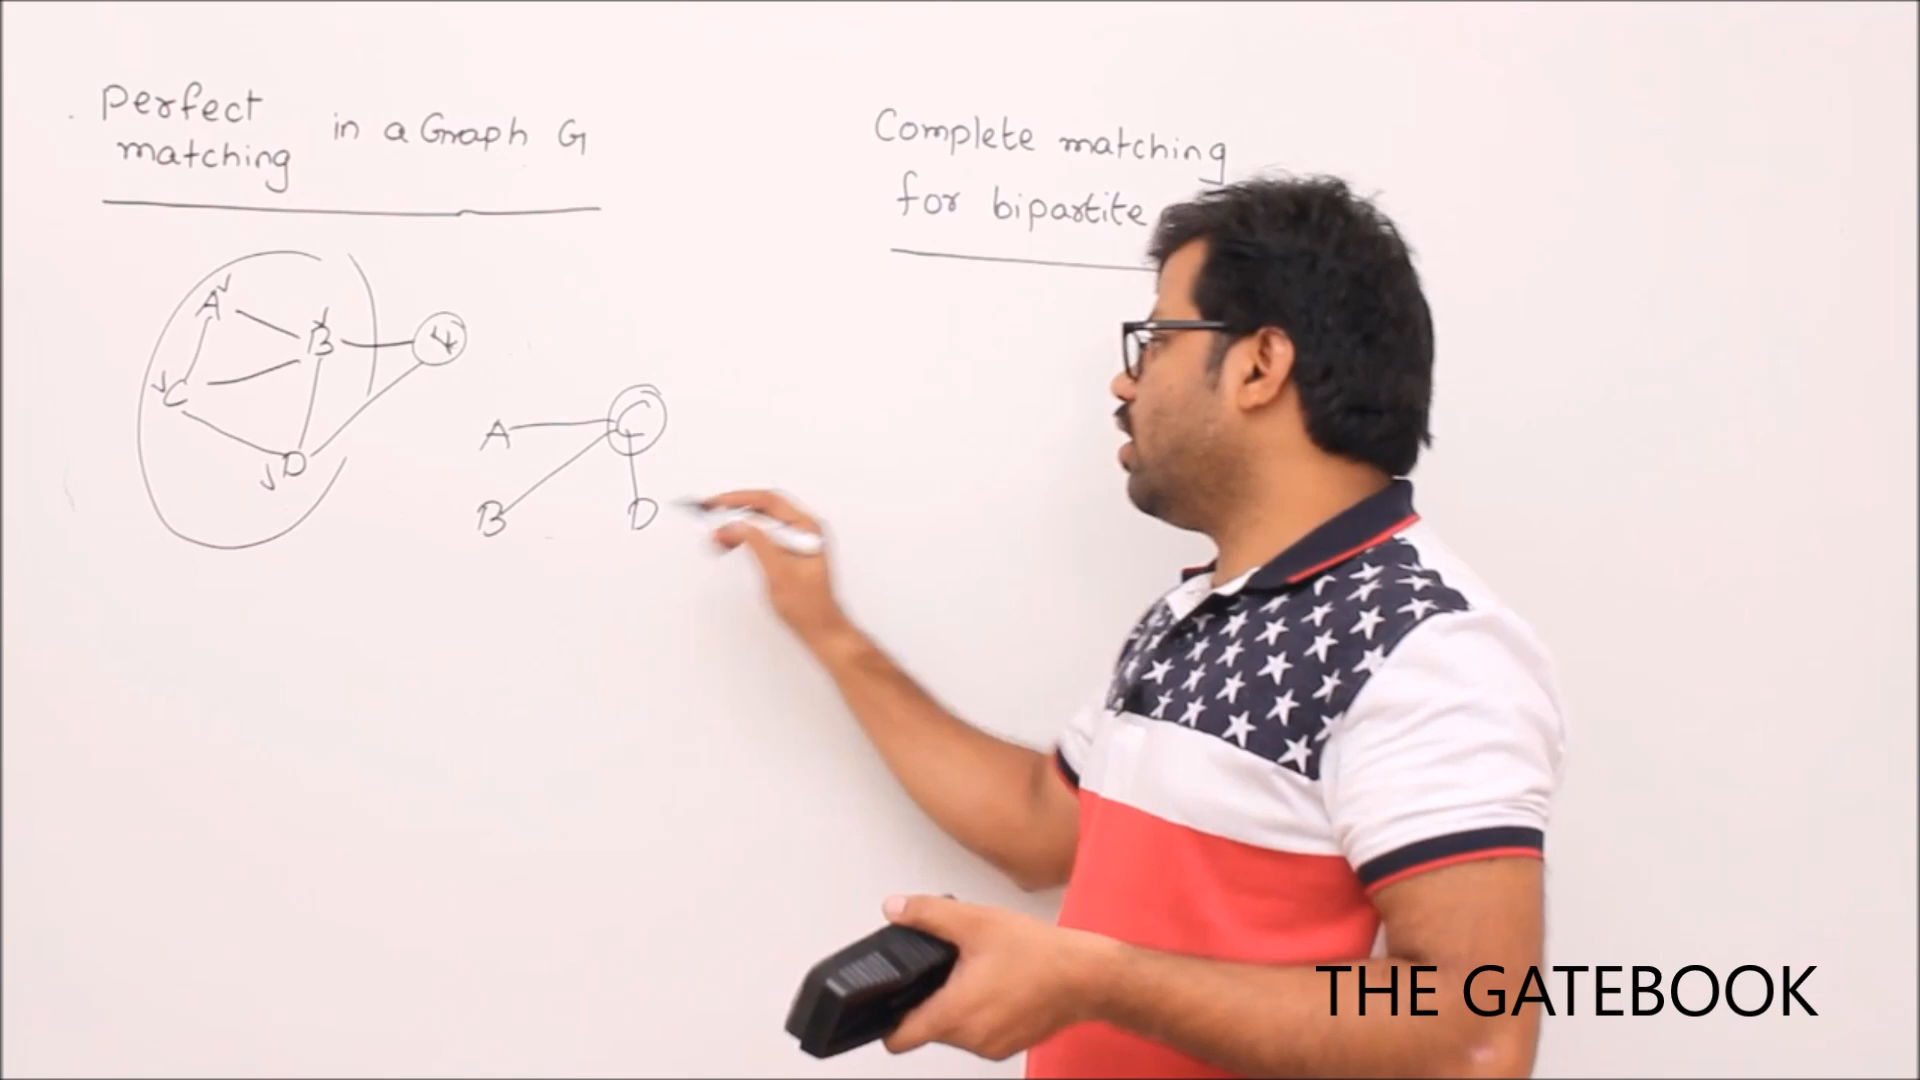 Perfect
matching in a Graph G
Complete matching
for bipartite
A
B
C
D
A
C
B
D
THE GATEBOOK